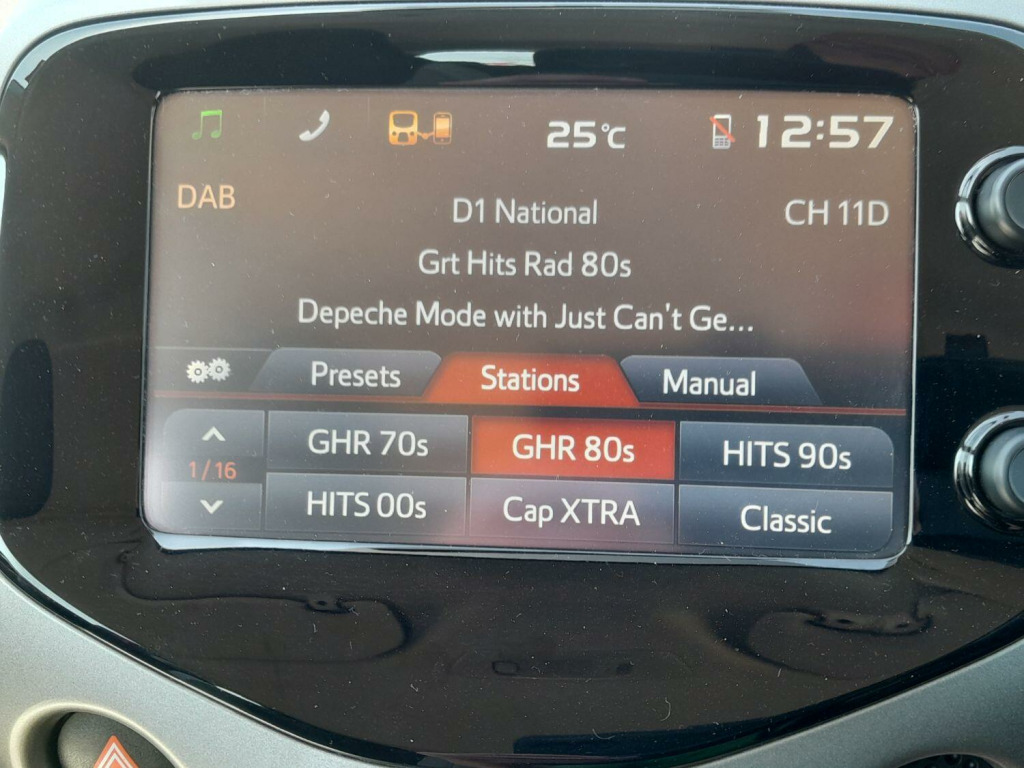 25°C 12:57
DAB
D1 National CH 11D
Grt Hits Rad 80s
Depeche Mode with Just Can't Ge...
Presets Stations Manual
GHR 70s GHR 80s HITS 90s
1/16
HITS 00s Cap XTRA Classic